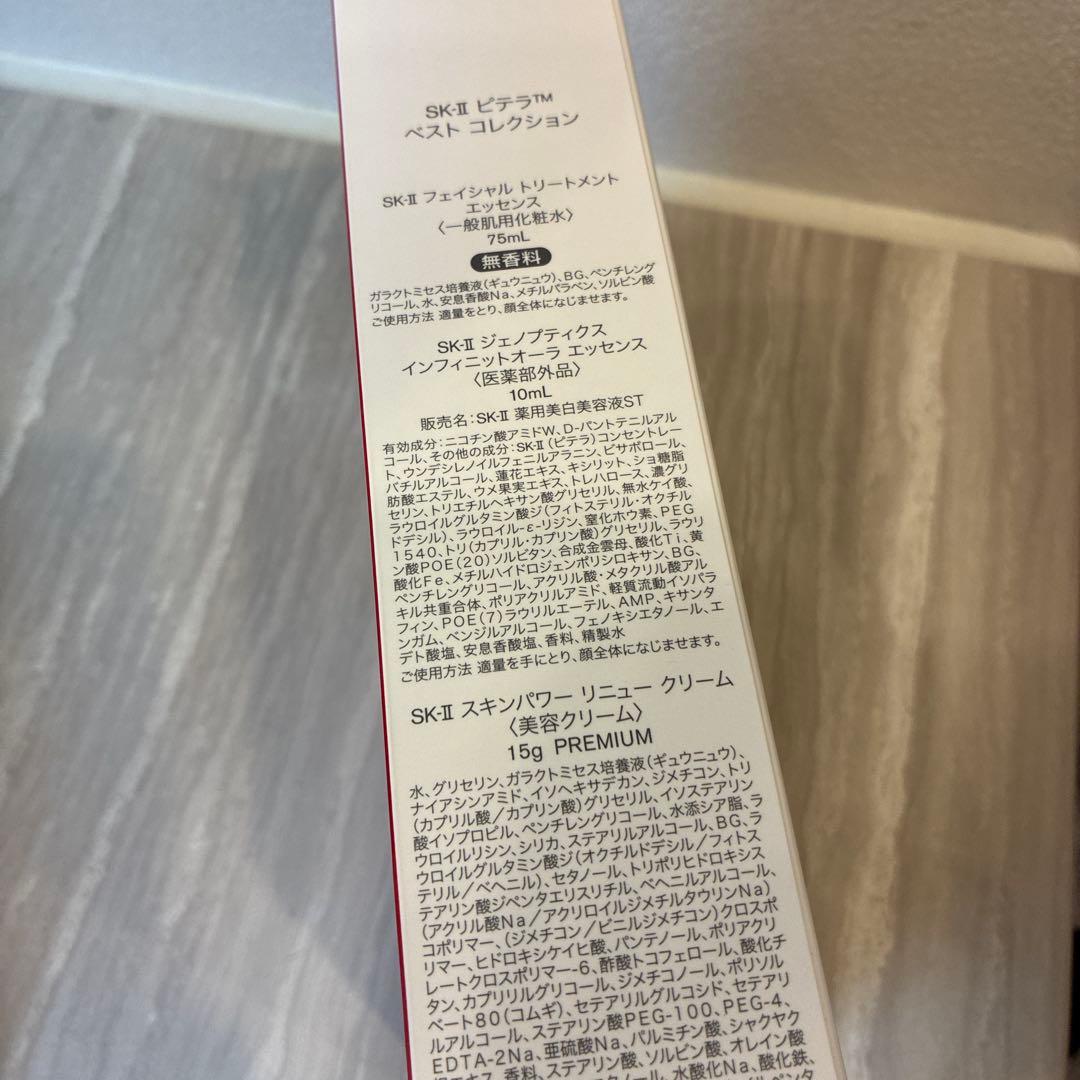 SK-II ピテラ™
ベスト コレクション
SK-II フェイシャル トリートメント
エッセンス
〈一般肌用化粧水〉
75mL
無香料
ガラクトミセス培養液(ギュウニュウ)、BG、ペンチレング
リコール、水、安息香酸Na、メチルパラベン、ソルビン酸
ご使用方法 適量をとり、顔全体になじませます。
SK-II ジェノプティクス
インフィニットオーラ エッセンス
〈医薬部外品〉
10mL
販売名:SK-II 薬用美白美容液ST
有効成分:ニコチン酸アミドW、D-パントテニルアル
コール、その他の成分:SK-II(ピテラ)コンセントレー
ト、ウンデシレノイルフェニルアラニン、ビサボロール、
バチルアルコール、蓮花エキス、キシリット、ショ糖脂
肪酸エステル、ウメ果実エキス、トレハロース、濃グリ
セリン、トリエチルヘキサン酸グリセリル、無水ケイ酸、
ラウロイルグルタミン酸ジ(フィトステリル・オクチル
ドデシル)、ラウロイル-ε-リジン、窒化ホウ素、PEG
1540、トリ(カプリル・カプリン酸)グリセリル、ラウリ
ン酸POE(20)ソルビタン、合成金雲母、酸化Ti、黄
酸化Fe、メチルハイドロジェンポリシロキサン、BG、
ペンチレングリコール、アクリル酸・メタクリル酸アル
キル共重合体、ポリアクリルアミド、軽質流動イソパラ
フィン、POE(7)ラウリルエーテル、AMP、キサンタ
ンガム、ベンジルアルコール、フェノキシエタノール、エ
デト酸塩、安息香酸塩、香料、精製水
ご使用方法 適量を手にとり、顔全体になじませます。
SK-II スキンパワー リニュー クリーム
〈美容クリーム〉
15g PREMIUM
水、グリセリン、ガラクトミセス培養液(ギュウニュウ)、
ナイアシンアミド、イソヘキサデカン、ジメチコン、トリ
(カプリル酸/カプリン酸)グリセリル、イソステアリン
酸イソプロピル、ペンチレングリコール、水添シア脂、ラ
ウロイルリシン、シリカ、ステアリルアルコール、BG、ラ
ウロイルグルタミン酸ジ(オクチルドデシル/フィトス
テリル/ベヘニル)、セタノール、トリポリヒドロキシス
テアリン酸ジペンタエリスリチル、ベヘニルアルコール、
(アクリル酸Na/アクリロイルジメチルタウリンNa)
コポリマー、(ジメチコン/ビニルジメチコン)クロスポ
リマー、ヒドロキシケイヒ酸、パンテノール、ポリアクリ
レートクロスポリマー-6、酢酸トコフェロール、酸化チ
タン、カプリリルグリコール、ジメチコノール、ポリソル
ベート80(コムギ)、セテアリルグルコシド、セテアリ
ルアルコール、ステアリン酸PEG-100、PEG-4、
EDTA-2Na、亜硫酸Na、パルミチン酸、シャクヤク
根エキス、香料、ステアリン酸、ソルビン酸、オレイン酸
水酸化Na、酸化鉄、